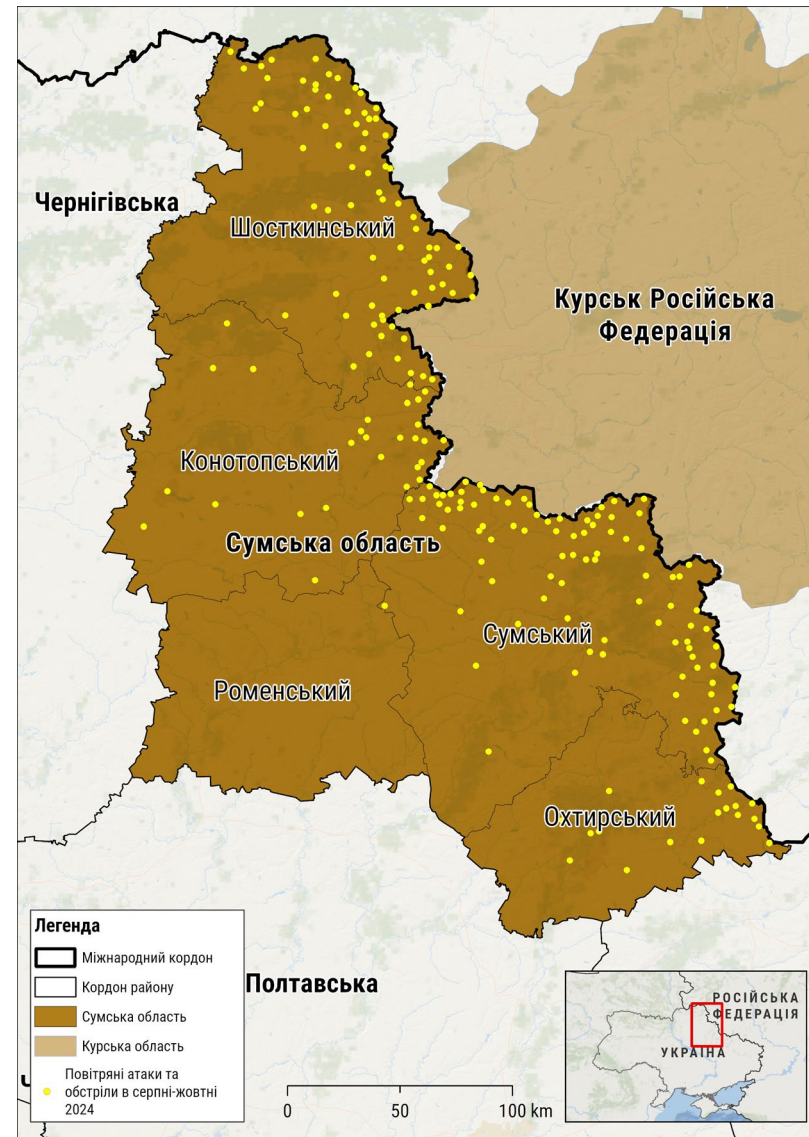 Чернігівська
Шосткинський
Курськ Російська
Федерація
Конотопський
Сумська область
Сумський
Роменський
Охтирський
Полтавська
Легенда
Міжнародний кордон
Кордон району
Сумська область
Курська область
Повітряні атаки та
обстріли в серпні-жовтні
2024
0 50 100 km
РОСІЙСЬКА
ФЕДЕРАЦІЯ
УКРАЇНА